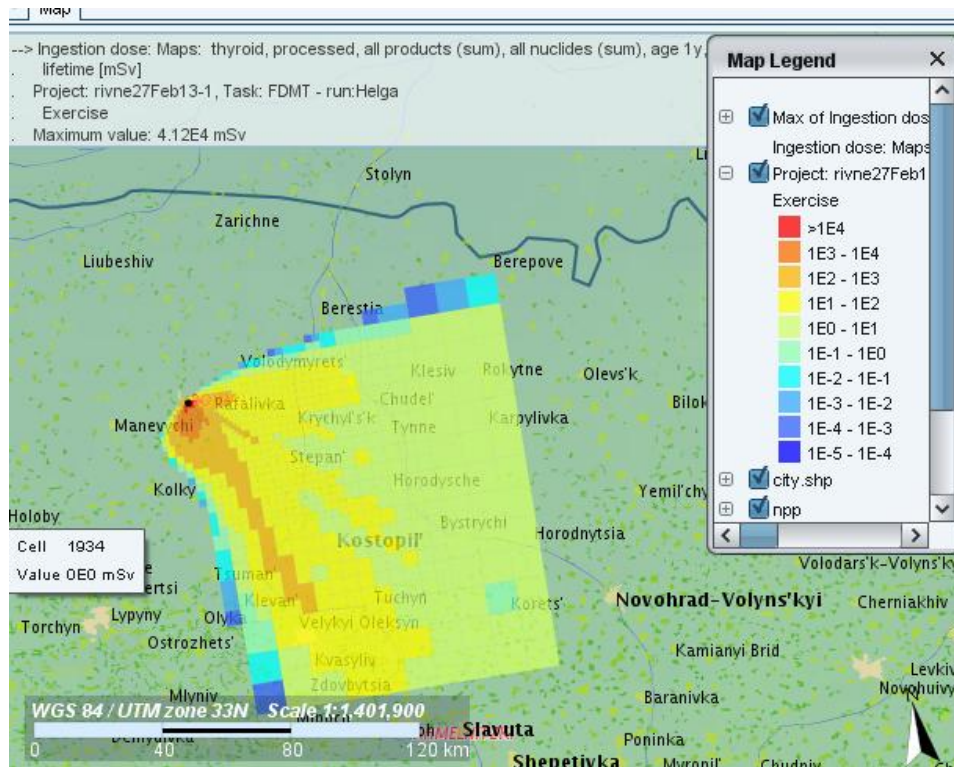 Map
--> Ingestion dose: Maps: thyroid, processed, all products (sum), all nuclides (sum), age 1y,
. lifetime [mSv]
. Project: rivne27Feb13-1, Task: FDMT - run:Helga
. Exercise
. Maximum value: 4.12E4 mSv
Map Legend
Max of Ingestion dos
Ingestion dose: Maps
Project: rivne27Feb1
Exercise
>1E4
1E3 - 1E4
1E2 - 1E3
1E1 - 1E2
1E0 - 1E1
1E-1 - 1E0
1E-2 - 1E-1
1E-3 - 1E-2
1E-4 - 1E-3
1E-5 - 1E-4
city.shp
npp
Stolyn
Zarichne
Liubeshiv
Berepove
Berestia
Volodymyrets'
Klesiv
Rokytne
Olevs'k
Rafalivka
Chudel'
Bilok
Manevychi
Krychyl's'k
Tynne
Karpylivka
Stepan'
Kolky
Horodysche
Yemil'chy
Holoby
Bystrychi
Horodnytsia
Kostopil'
Cell 1934
Value 0E0 mSv
Volodars'k-Volyns'ky
Tsuman'
ertsi
Klevan'
Tuchyn
Korets'
Novohrad-Volyns'kyi
Cherniakhiv
Lypyny
Olyka
Torchyn
Velykyi Oleksyn
Ostrozhets'
Kamianyi Brid
Kvasyliv
Levkiv
Zdovbytsia
Novohuivy
Mlyniv
Baranivka
WGS 84 / UTM zone 33N Scale 1:1,401,900
Slavuta
N
0 40 80 120 km
Poninka
Shepetivka
Myropil'
Chudniv